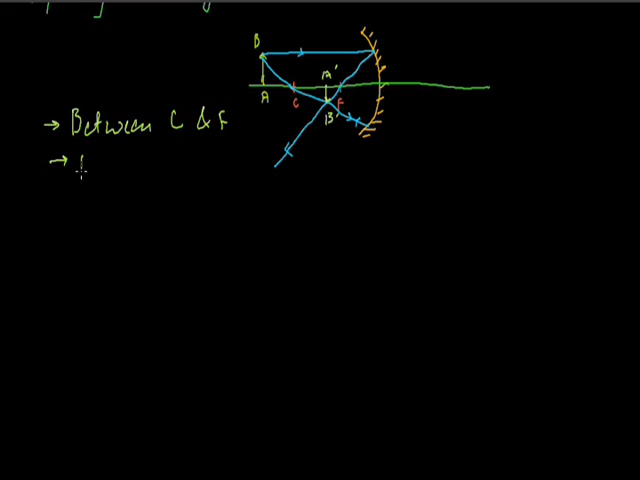 B
A'
A
C
F
B'
→ Between C & F
→